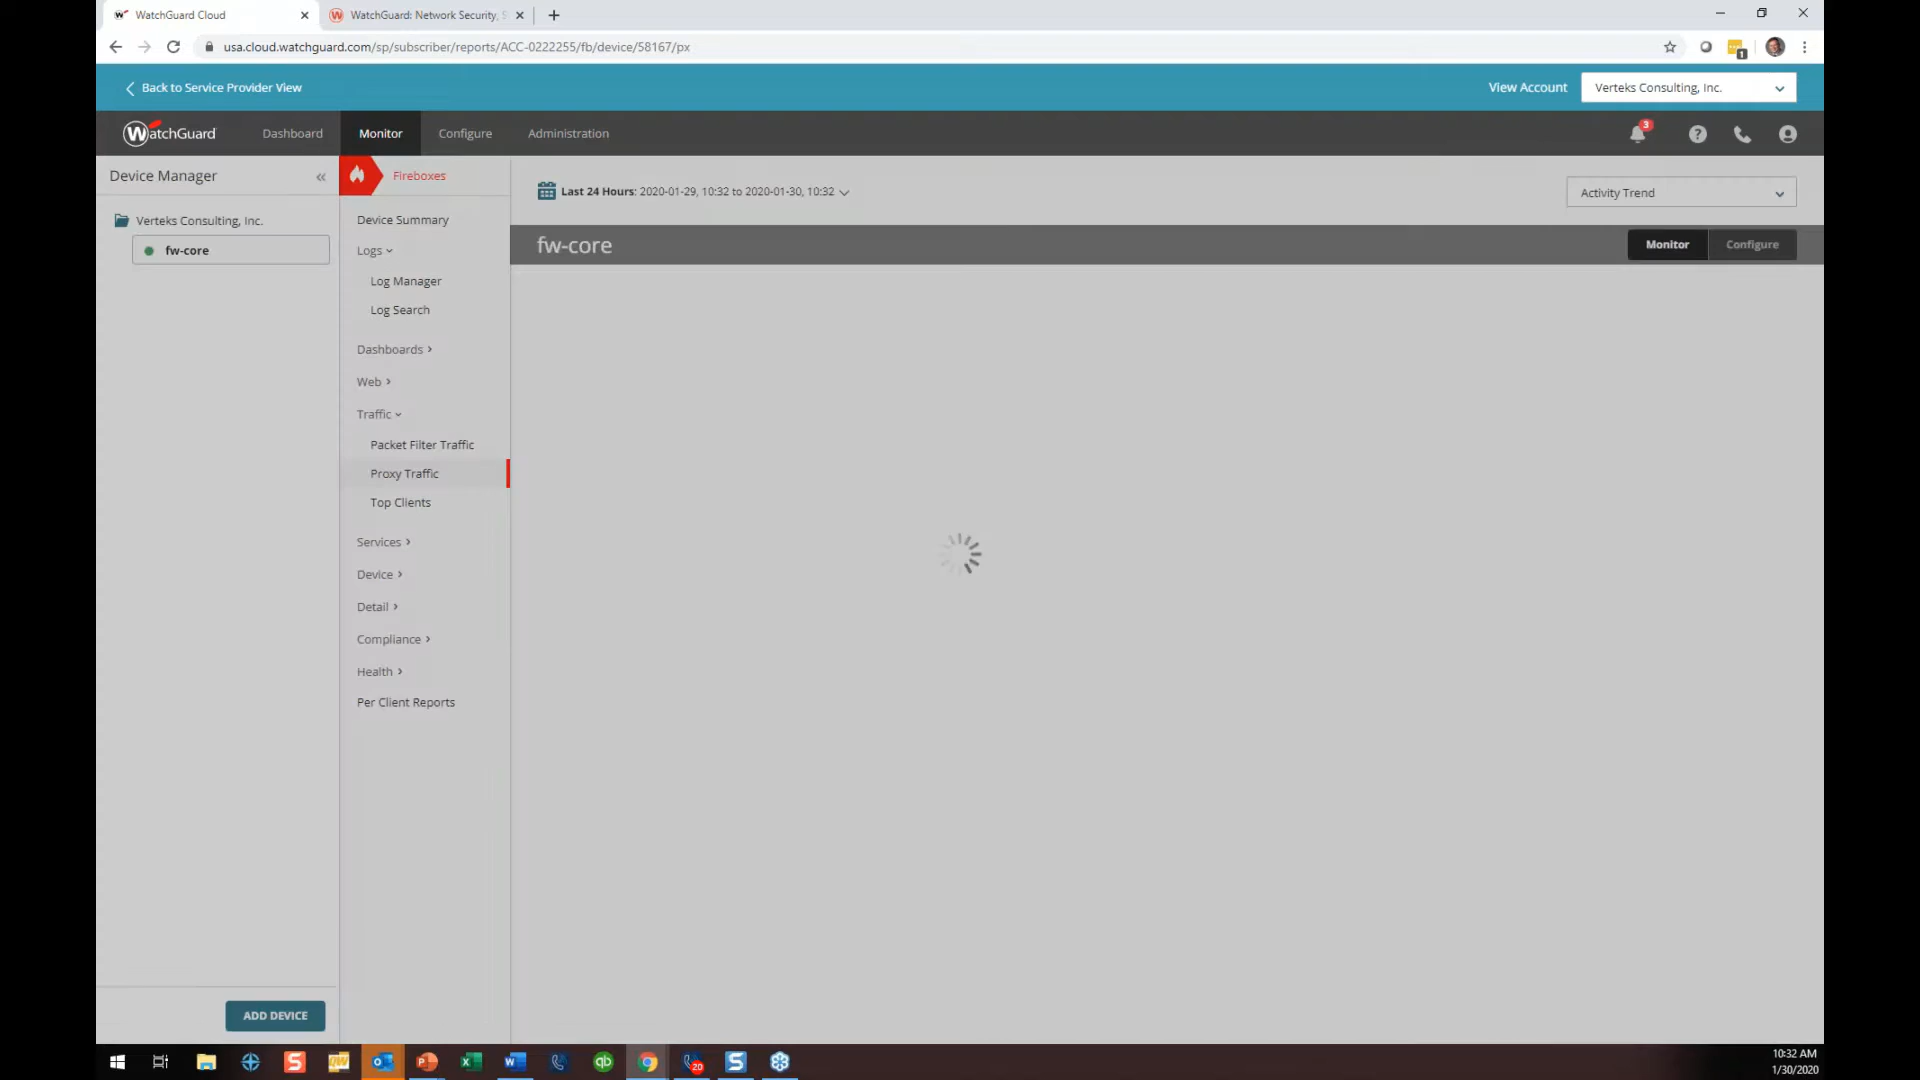 WatchGuard Cloud
WatchGuard: Network Security, S
usa.cloud.watchguard.com/sp/subscriber/reports/ACC-0222255/fb/device/58167/px
1
Back to Service Provider View
View Account
Verteks Consulting, Inc.
WatchGuard
Dashboard
Monitor
Configure
Administration
3
Device Manager
Fireboxes
Last 24 Hours: 2020-01-29, 10:32 to 2020-01-30, 10:32
Activity Trend
Verteks Consulting, Inc.
fw-core
Device Summary
Logs
Log Manager
Log Search
Dashboards
Web
Traffic
Packet Filter Traffic
Proxy Traffic
Top Clients
Services
Device
Detail
Compliance
Health
Per Client Reports
fw-core
Monitor
Configure
ADD DEVICE
20
10:32 AM
1/30/2020